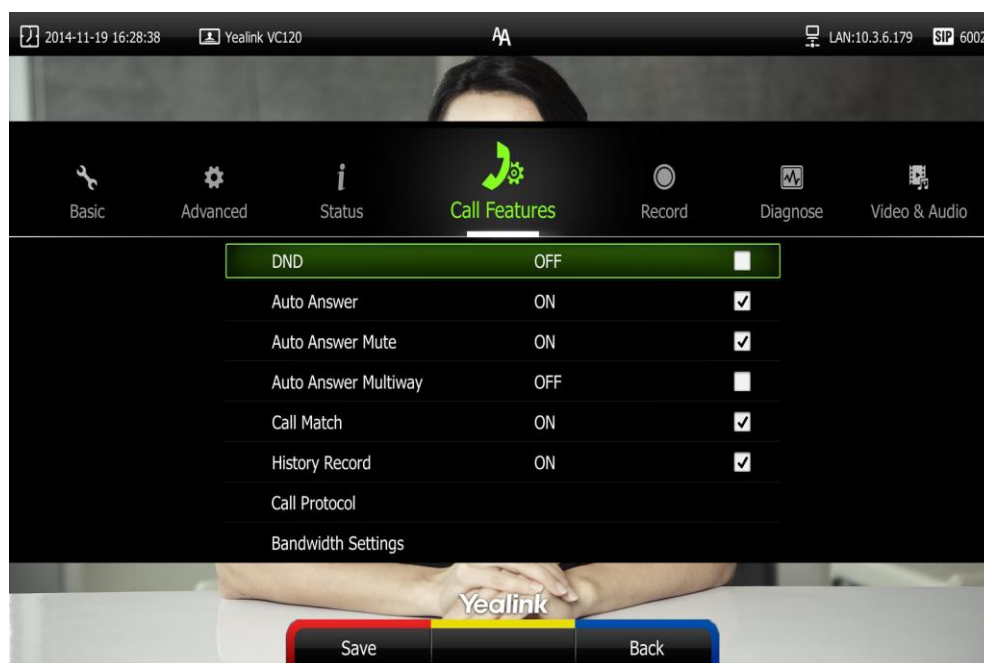 2014-11-19 16:28:38 Yealink VC120 AA LAN:10.3.6.179 SIP 6002
Basic Advanced Status Call Features Record Diagnose Video & Audio
DND OFF
Auto Answer ON
Auto Answer Mute ON
Auto Answer Multiway OFF
Call Match ON
History Record ON
Call Protocol
Bandwidth Settings
Yealink
Save Back